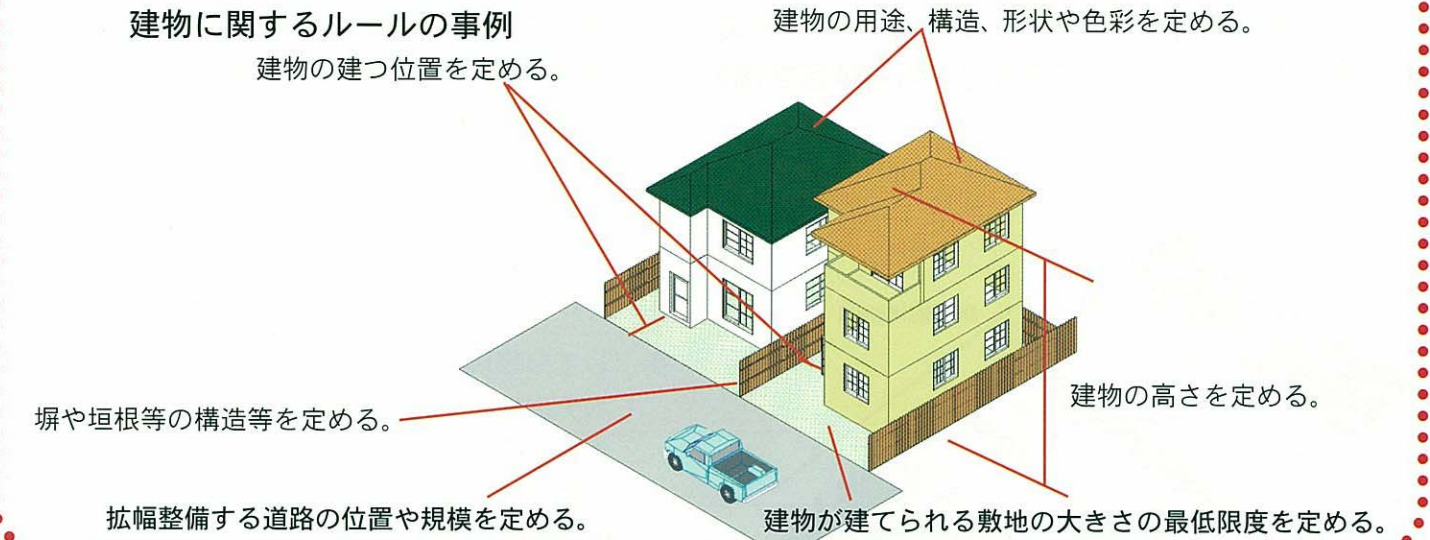 建物に関するルールの事例
建物の用途、構造、形状や色彩を定める。
建物の建つ位置を定める。
建物の高さを定める。
塀や垣根等の構造等を定める。
拡幅整備する道路の位置や規模を定める。
建物が建てられる敷地の大きさの最低限度を定める。